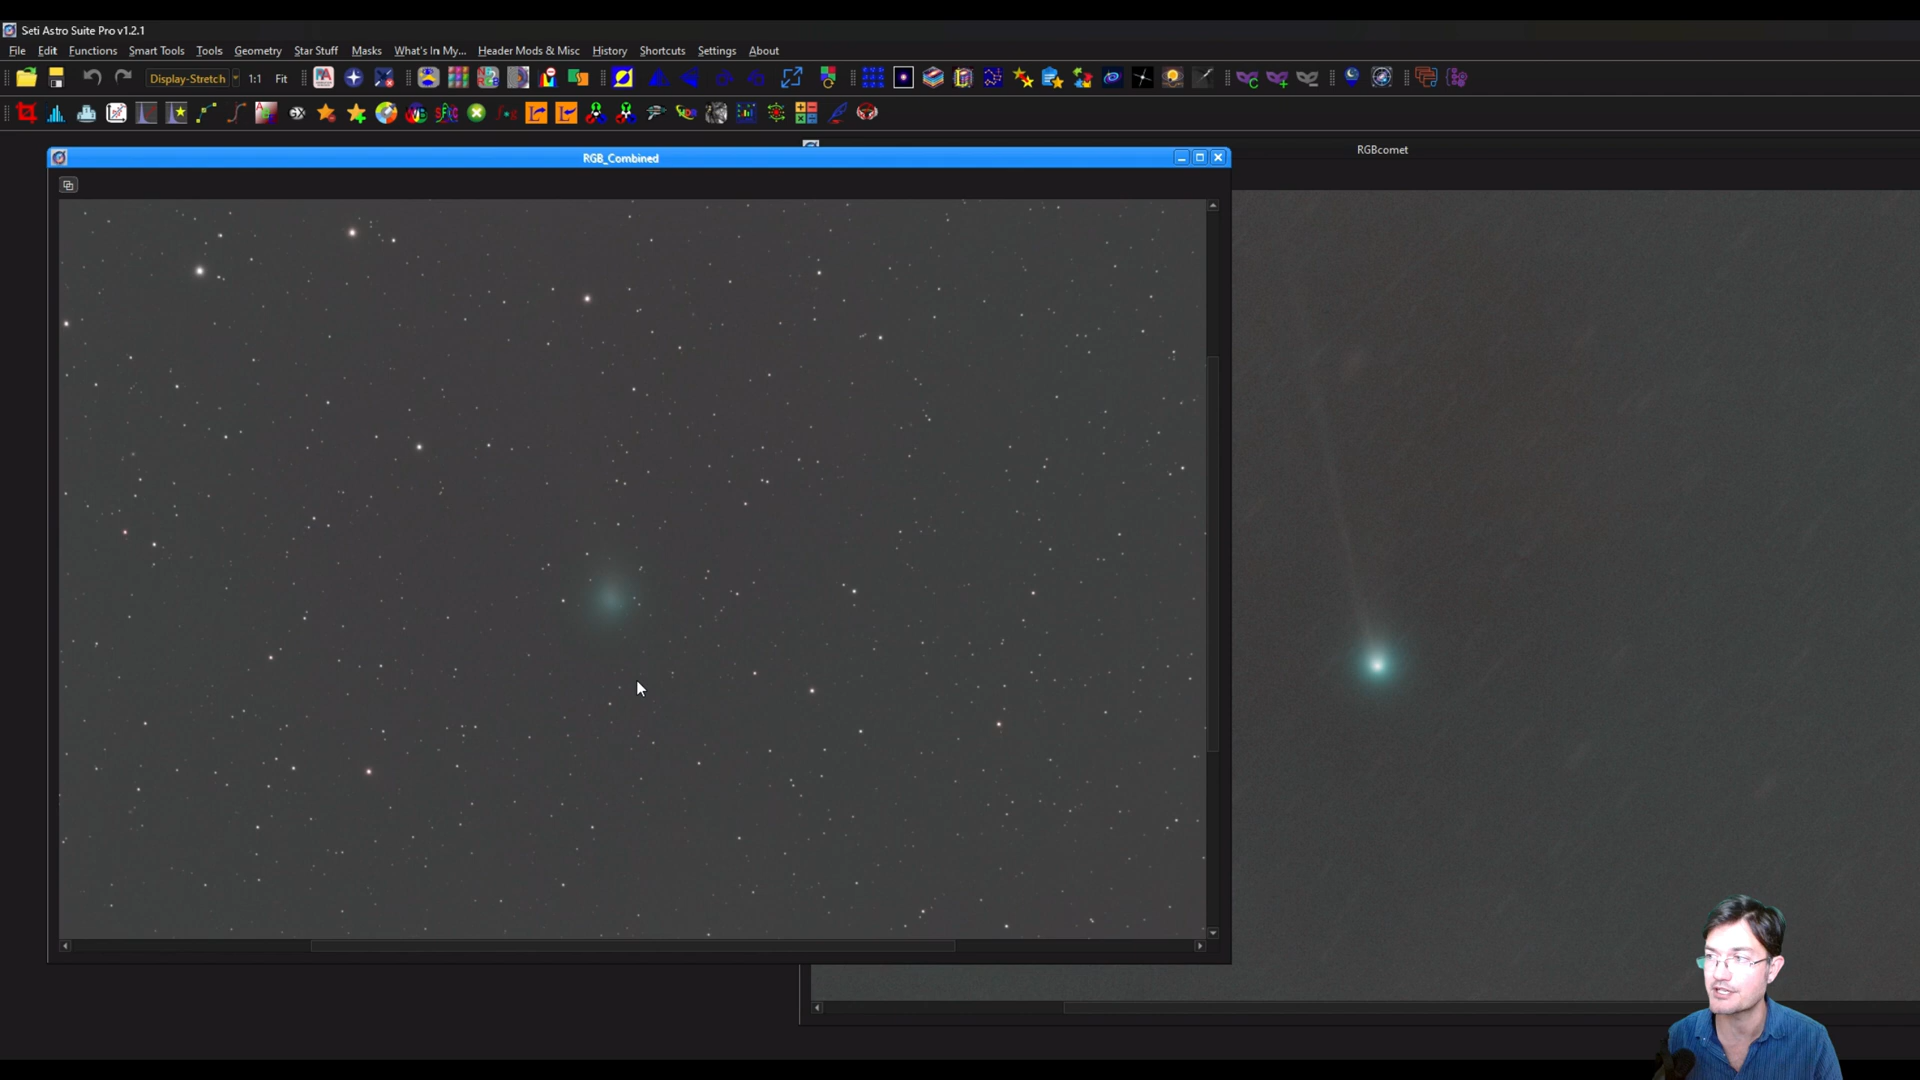 Seti Astro Suite Pro v1.2.1
File Edit Functions Smart Tools Tools Geometry Star Stuff Masks What's In My... Header Mods & Misc History Shortcuts Settings About
Display-Stretch 1:1 Fit
RGB_Combined
RGBcomet